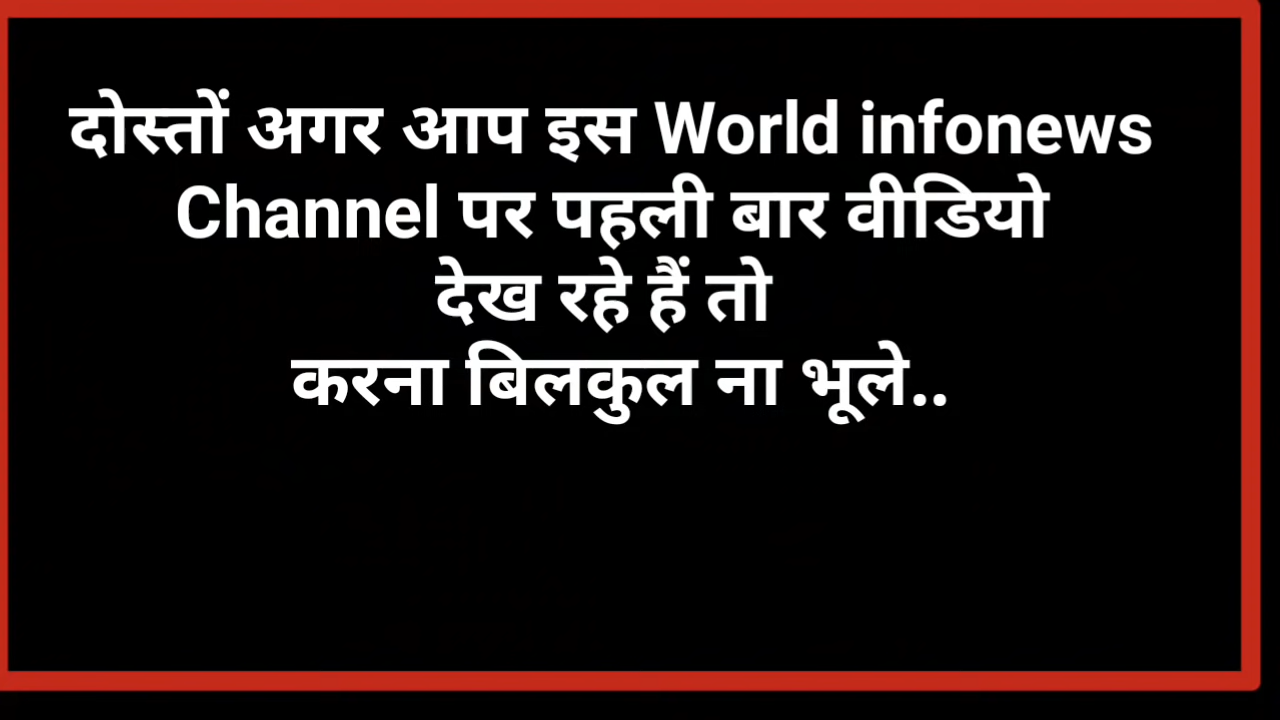 दोस्तों अगर आप इस World infonews
Channel पर पहली बार वीडियो
देख रहे हैं तो
करना बिलकुल ना भूले..